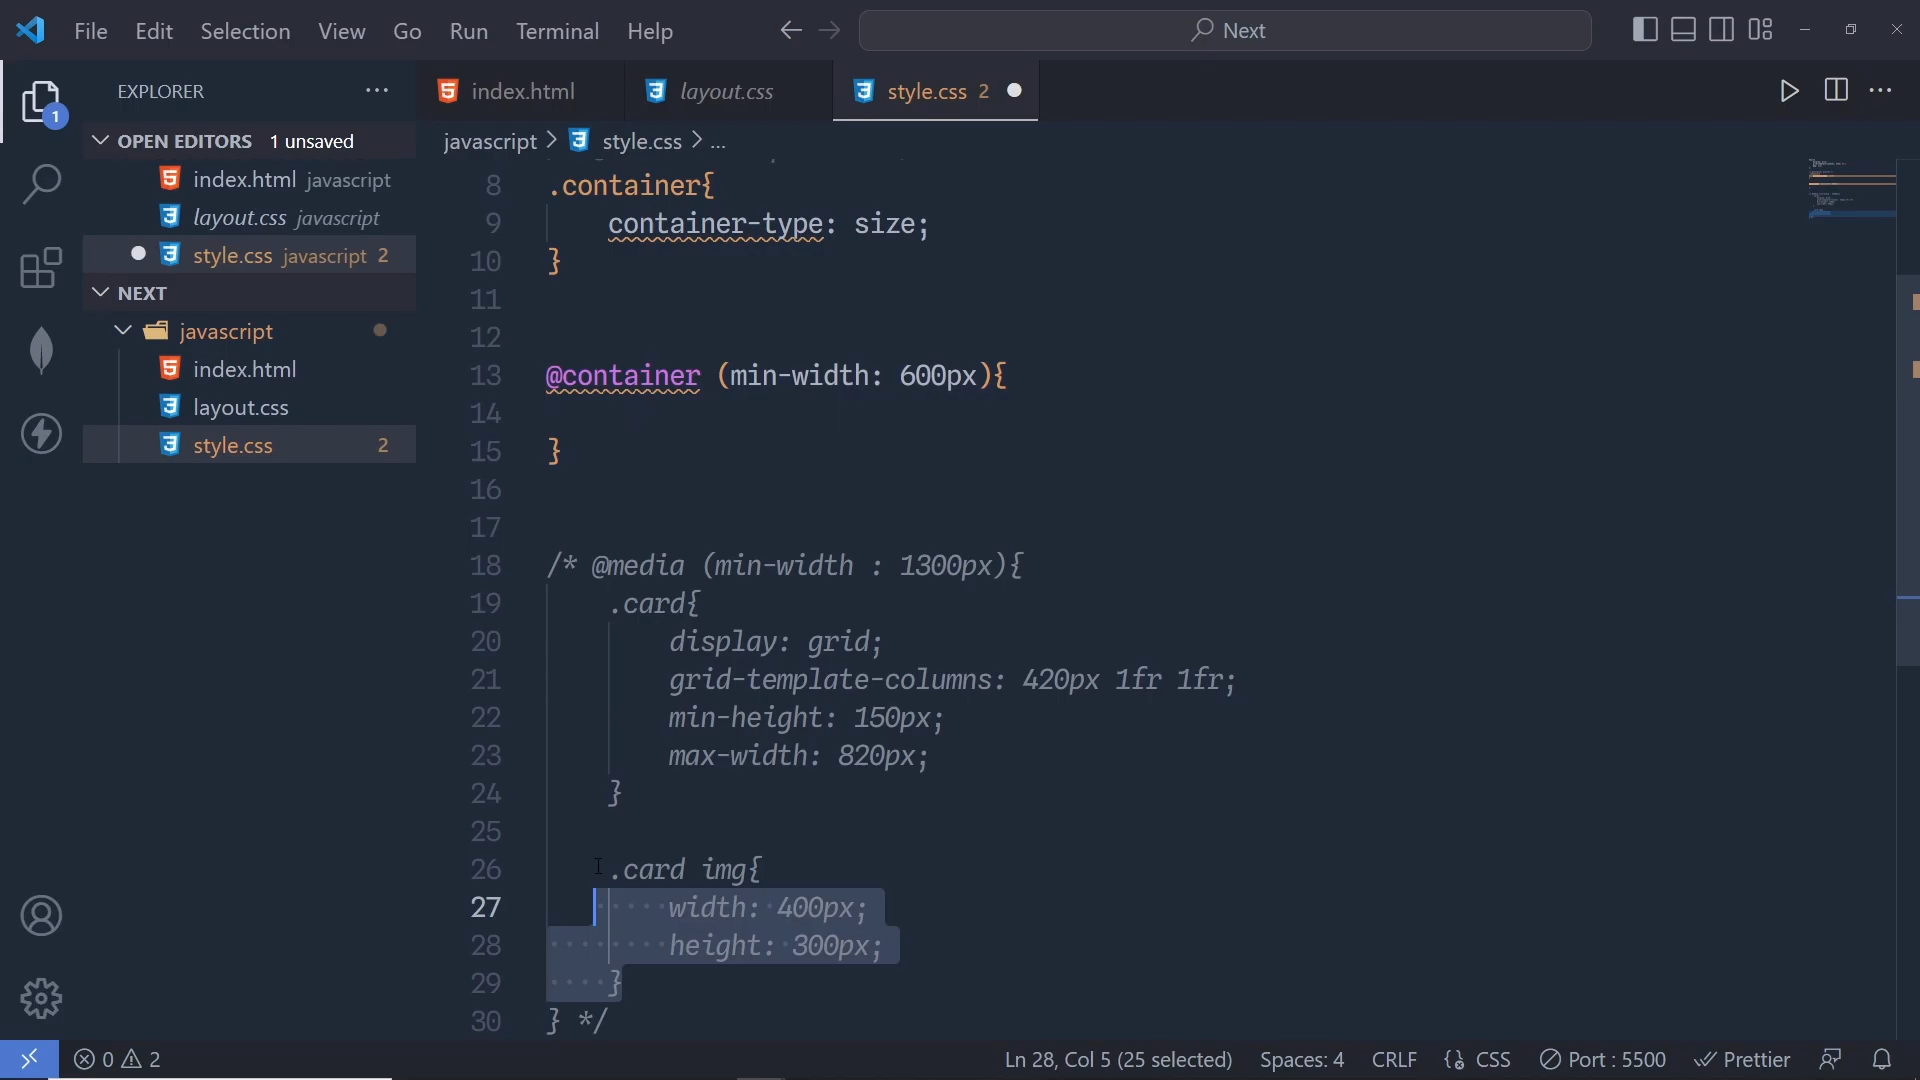 File Edit Selection View Go Run Terminal Help
Next
EXPLORER
1
OPEN EDITORS 1 unsaved
index.html javascript
layout.css javascript
style.css javascript 2
NEXT
javascript
index.html
layout.css
style.css 2
index.html
layout.css
style.css 2
javascript > style.css > ...
8 .container{
9 container-type: size;
10 }
11
12
13 @container (min-width: 600px){
14
15 }
16
17
18 /* @media (min-width : 1300px){
19 .card{
20 display: grid;
21 grid-template-columns: 420px 1fr 1fr;
22 min-height: 150px;
23 max-width: 820px;
24 }
25
26 .card img{
27 width: 400px;
28 height: 300px;
29 }
30 } */
0 2
Ln 28, Col 5 (25 selected) Spaces: 4 CRLF {} CSS Port : 5500 Prettier